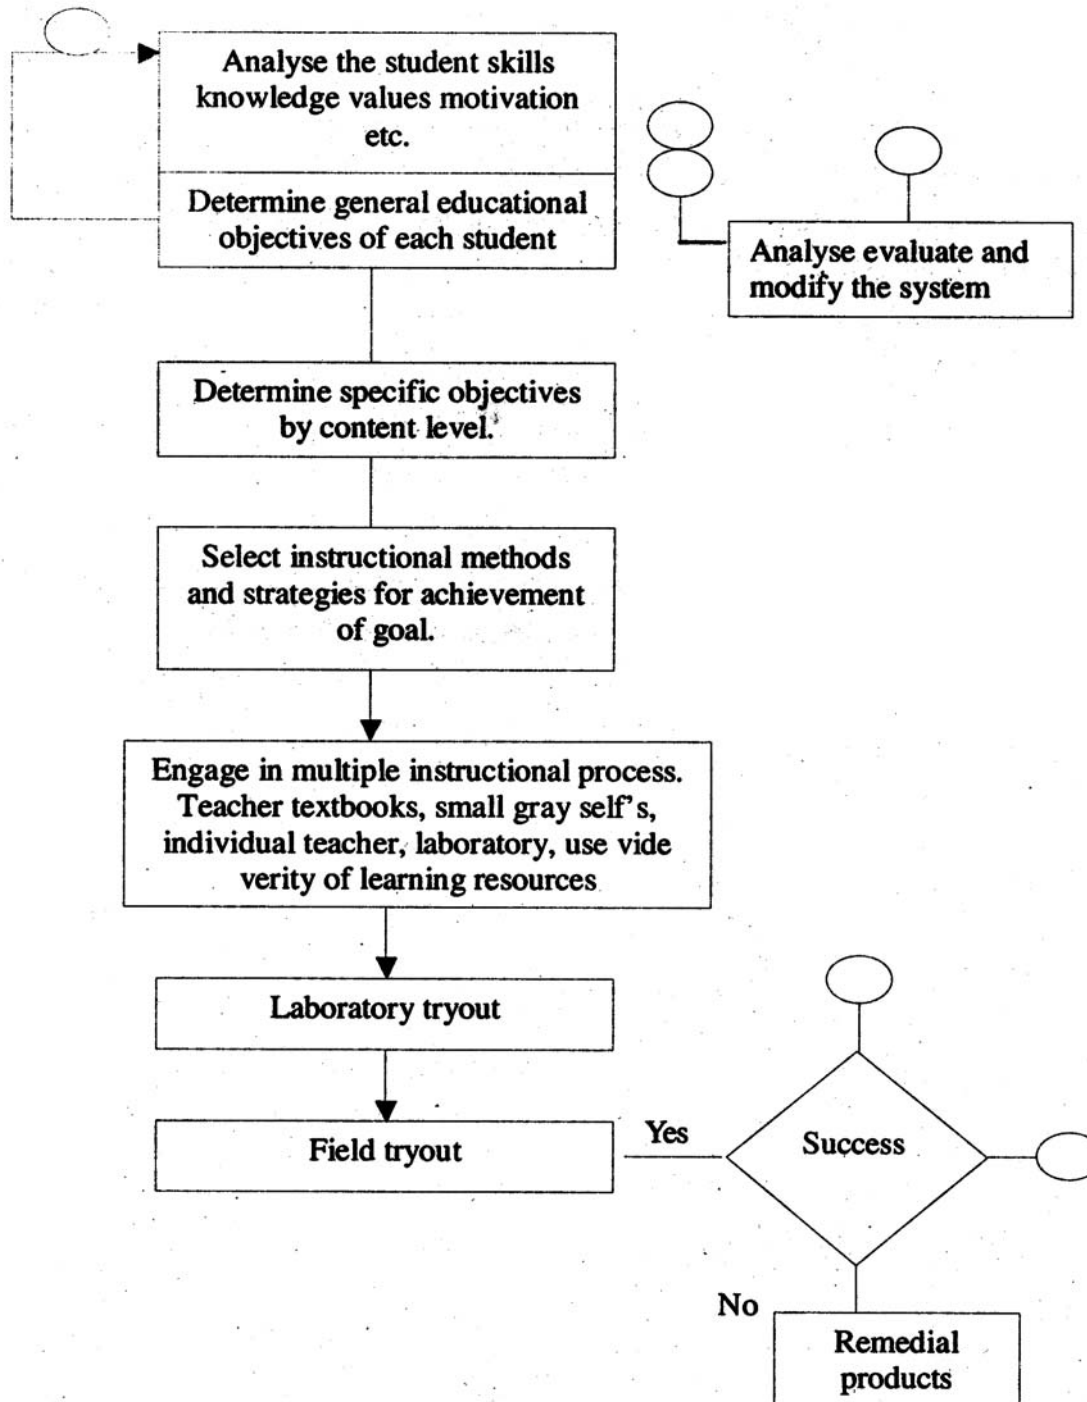 Analyse the student skills
knowledge values motivation
etc.
Determine general educational
objectives of each student
Analyse evaluate and
modify the system
Determine specific objectives
by content level.
Select instructional methods
and strategies for achievement
of goal.
Engage in multiple instructional process.
Teacher textbooks, small gray self's,
individual teacher, laboratory, use vide
verity of learning resources
Laboratory tryout
Field tryout
Yes
Success
No
Remedial
products